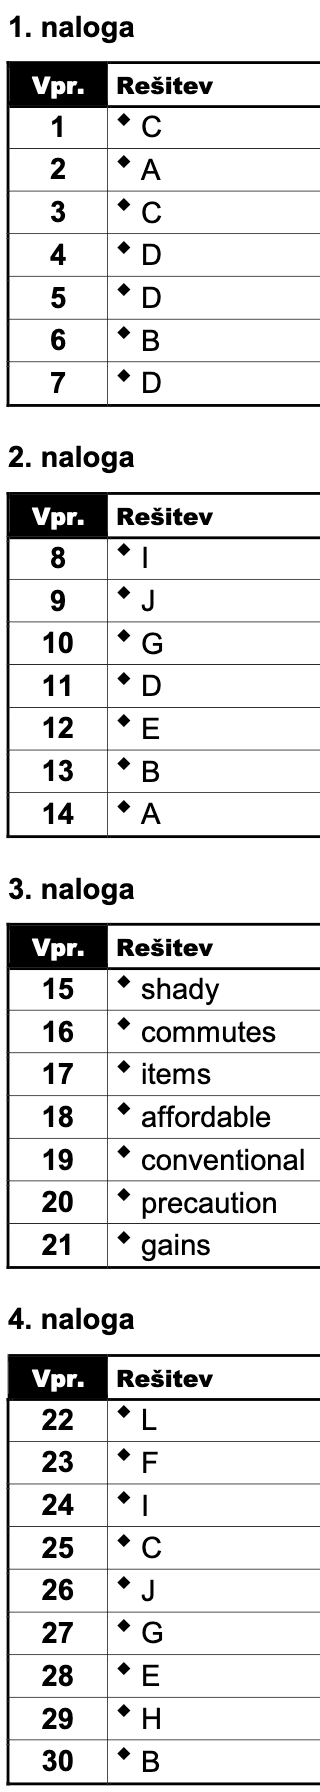 1. naloga
Vpr. Rešitev
1 ◆ C
2 ◆ A
3 ◆ C
4 ◆ D
5 ◆ D
6 ◆ B
7 ◆ D
2. naloga
Vpr. Rešitev
8 ◆ I
9 ◆ J
10 ◆ G
11 ◆ D
12 ◆ E
13 ◆ B
14 ◆ A
3. naloga
Vpr. Rešitev
15 ◆ shady
16 ◆ commutes
17 ◆ items
18 ◆ affordable
19 ◆ conventional
20 ◆ precaution
21 ◆ gains
4. naloga
Vpr. Rešitev
22 ◆ L
23 ◆ F
24 ◆ I
25 ◆ C
26 ◆ J
27 ◆ G
28 ◆ E
29 ◆ H
30 ◆ B